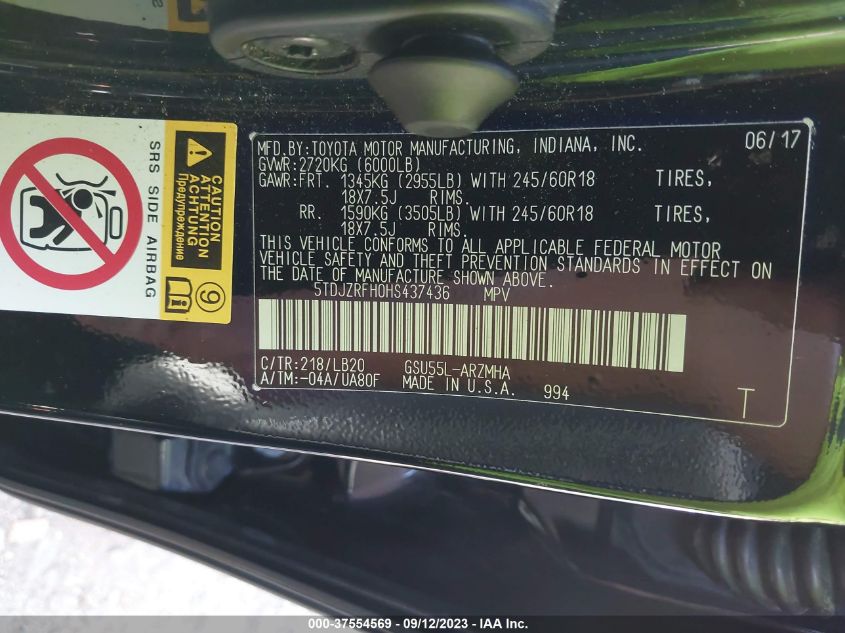 SRS SIDE AIRBAG
CAUTION
ATTENTION
ACHTUNG
Предупреждение
9
MFD.BY:TOYOTA MOTOR MANUFACTURING, INDIANA, INC. 06/17
GVWR:2720KG (6000LB)
GAWR:FRT. 1345KG (2955LB) WITH 245/60R18 TIRES,
18X7.5J RIMS.
RR. 1590KG (3505LB) WITH 245/60R18 TIRES,
18X7.5J RIMS.
THIS VEHICLE CONFORMS TO ALL APPLICABLE FEDERAL MOTOR
VEHICLE SAFETY AND THEFT PREVENTION STANDARDS IN EFFECT ON
THE DATE OF MANUFACTURE SHOWN ABOVE.
5TDJZRFH0HS437436 MPV
C/TR:218/LB20 GSU55L-ARZMHA
A/TM:-04A/UA80F MADE IN U.S.A. 994
T
000-37554569 - 09/12/2023 - IAA Inc.